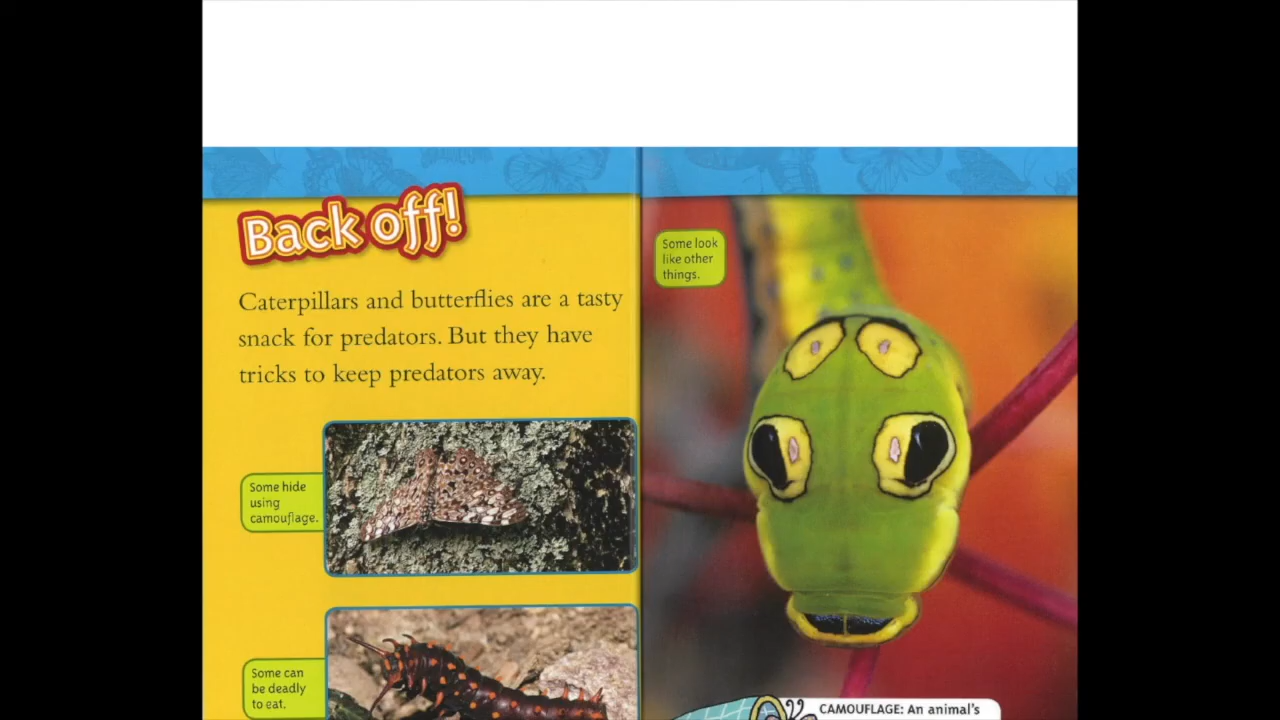 Back off!
Caterpillars and butterflies are a tasty
snack for predators. But they have
tricks to keep predators away.
Some hide
using
camouflage.
Some can
be deadly
to eat.
Some look
like other
things.
CAMOUFLAGE: An animal's